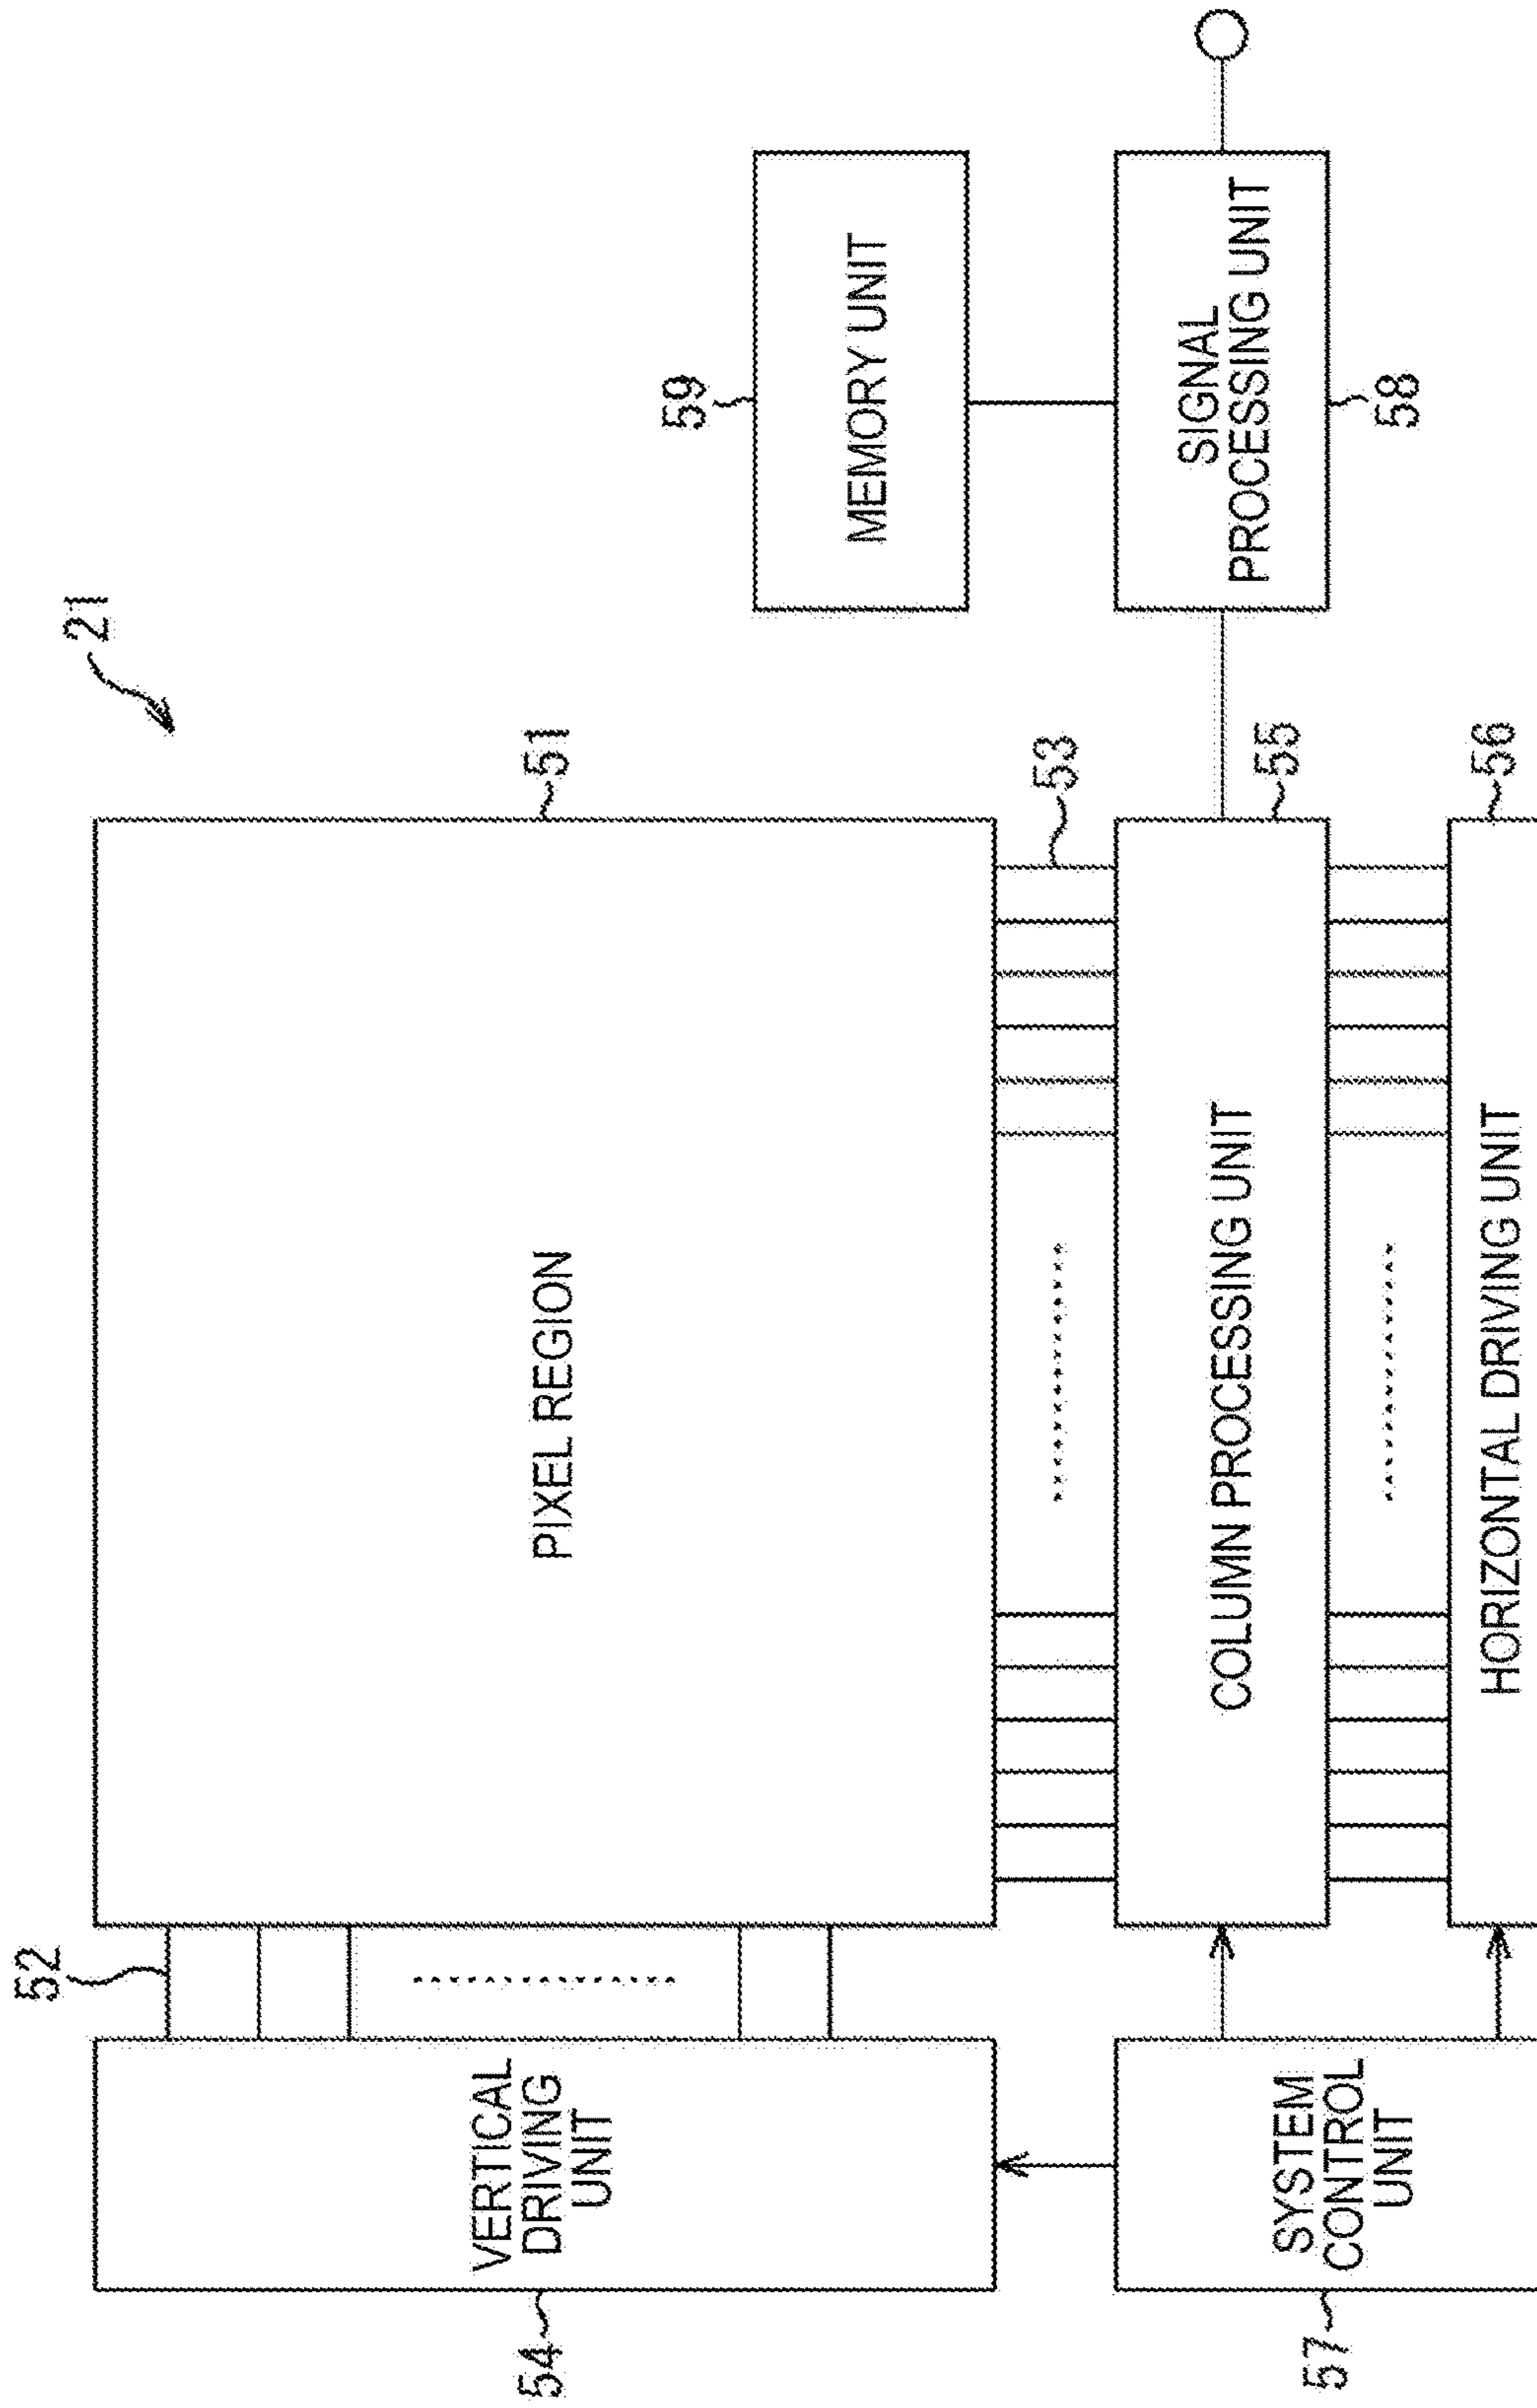 21
52
54
VERTICAL
DRIVING
UNIT
PIXEL REGION
51
53
59
MEMORY UNIT
57
SYSTEM
CONTROL
UNIT
COLUMN PROCESSING UNIT
55
SIGNAL
PROCESSING UNIT
58
HORIZONTAL DRIVING UNIT
56